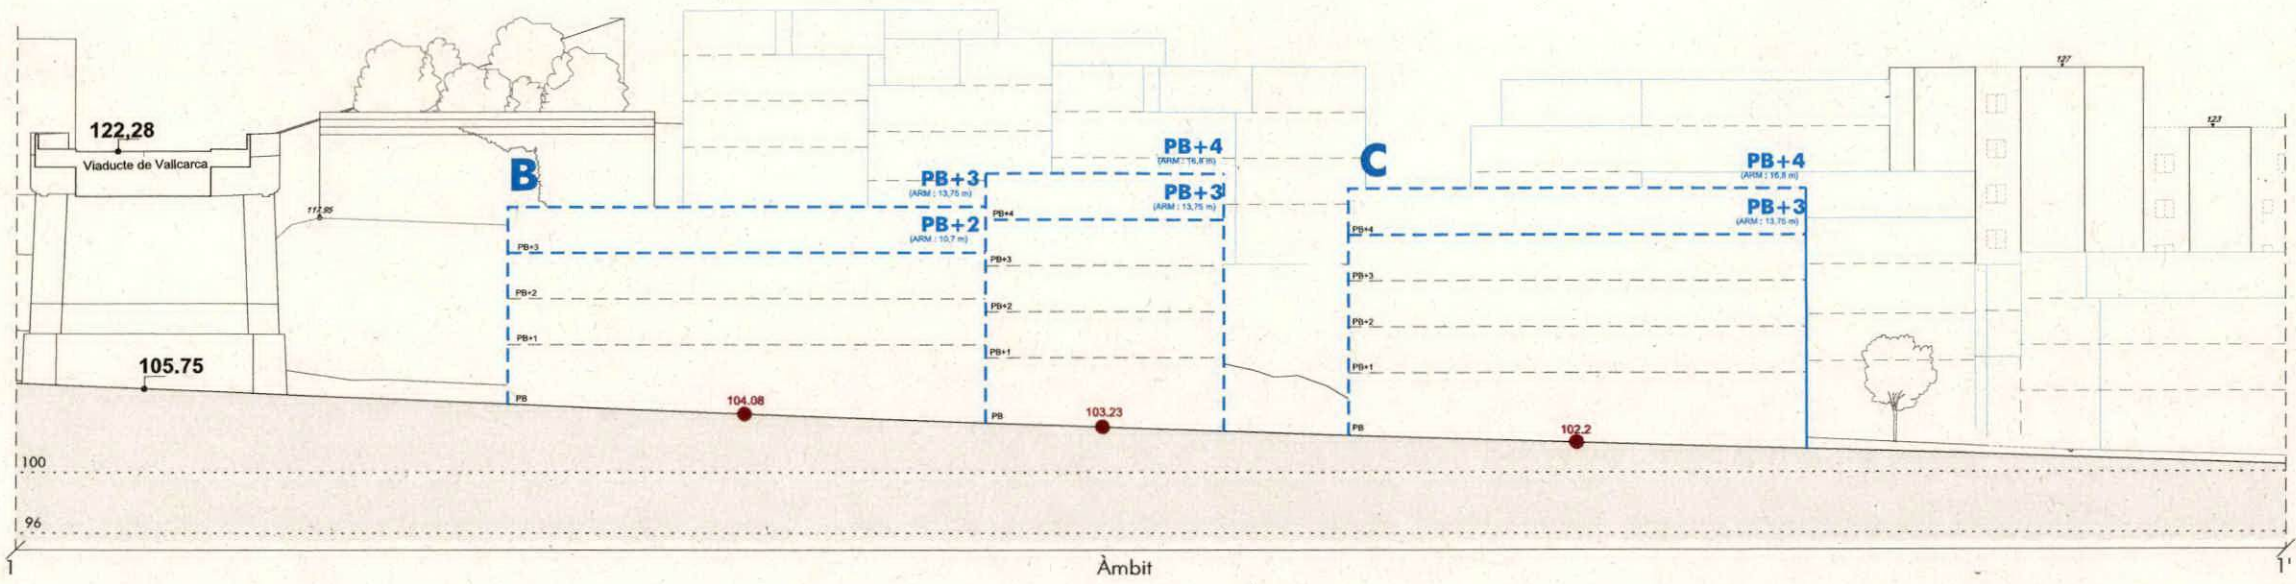 127
123
122,28
Viaducte de Vallcarca
117.95
105.75
B
PB+3
(ARM : 13,75 m)
PB+2
(ARM : 10,7 m)
PB+3
PB+2
PB+1
PB
104.08
PB+4
(ARM : 16,8 m)
PB+3
(ARM : 13,75 m)
PB+4
PB+3
PB+2
PB+1
PB
103.23
C
PB+4
(ARM : 16,8 m)
PB+3
(ARM : 13,75 m)
PB+4
PB+3
PB+2
PB+1
PB
102.2
100
96
1
Àmbit
1'